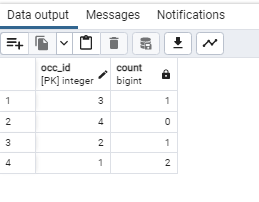 Data output Messages Notifications
occ_id count
[PK] integer bigint
1 3 1
2 4 0
3 2 1
4 1 2